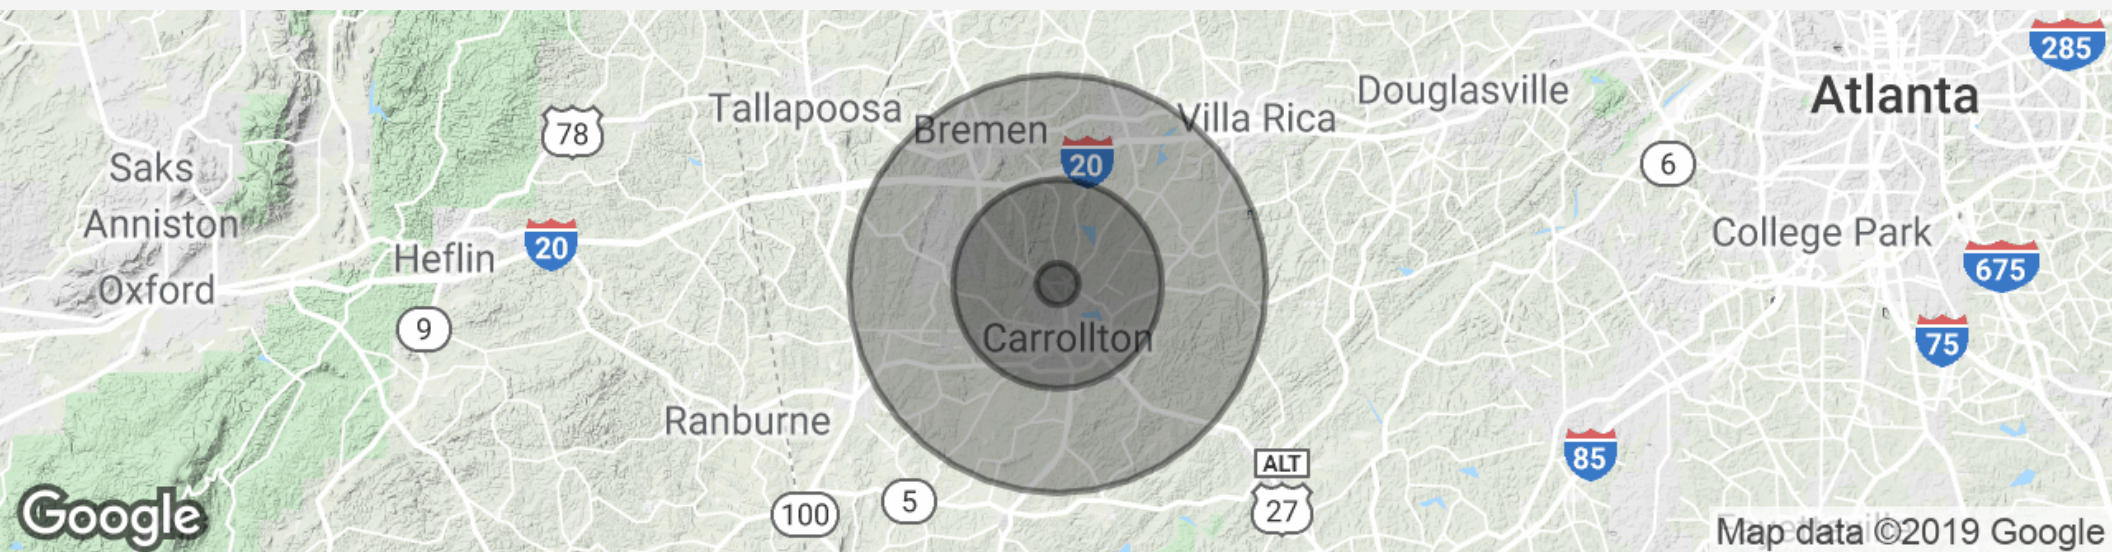 285
Douglasville
Atlanta
Tallapoosa
Bremen
Villa Rica
78
20
6
Saks
Anniston
College Park
Heflin
20
675
Oxford
9
Carrollton
75
Ranburne
85
ALT
27
5
100
Google
Map data ©2019 Google